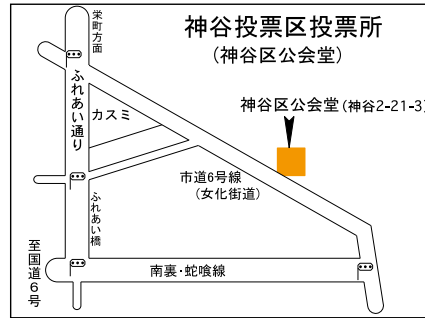 神谷投票区投票所
(神谷区公会堂)
栄町方面
ふれあい通り
カスミ
神谷区公会堂(神谷2-21-3)
市道6号線
(女化街道)
ふれあい橋
至国道6号
南裏・蛇喰線